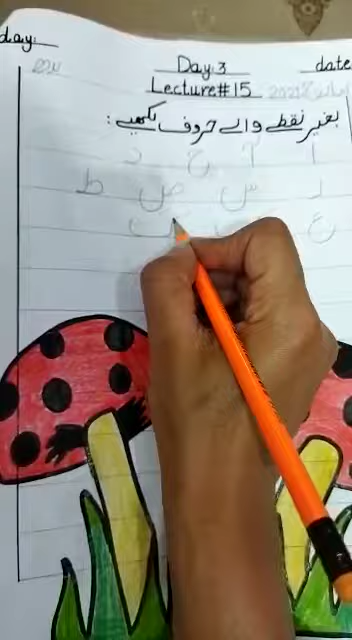 day:
Day:3
date
Lecture#15
بغیر نقطے والے حروف لکھیے:
ا آ ح د
ر س ص ط
ع ک